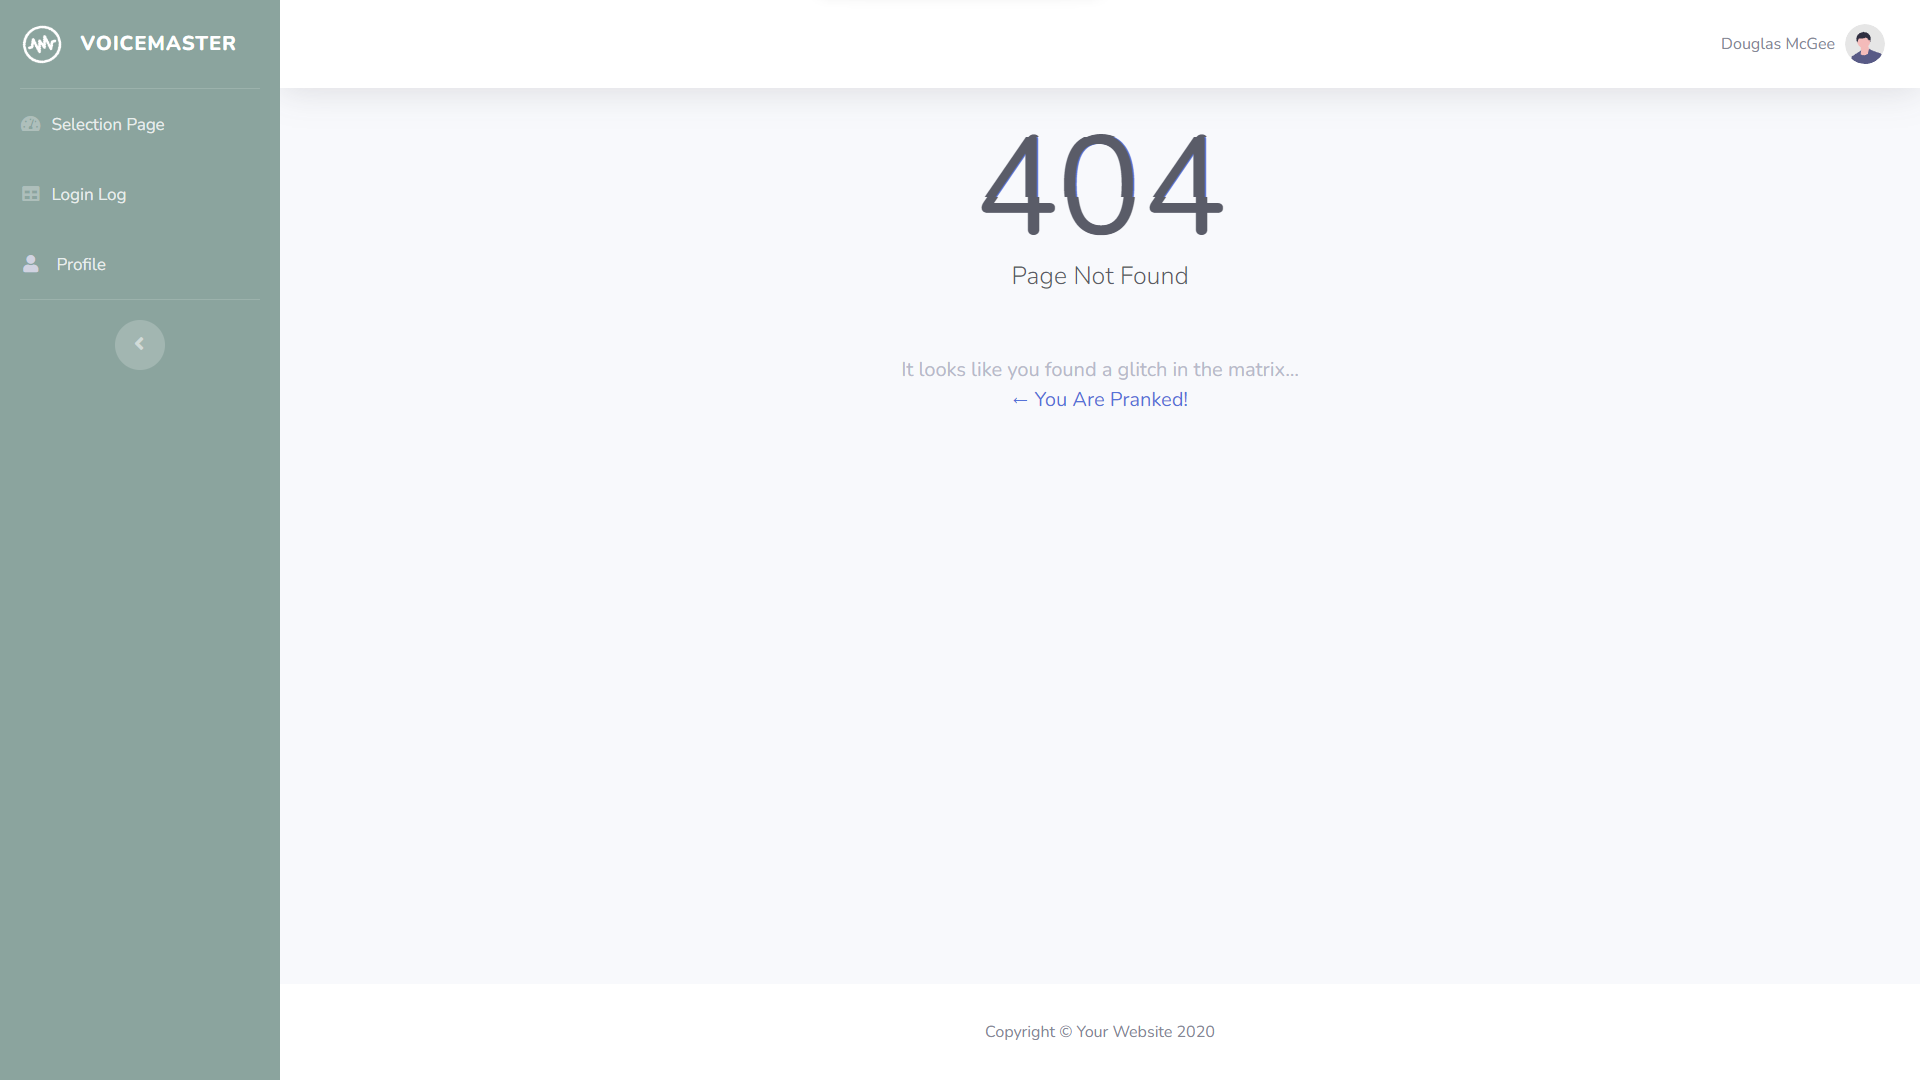 VOICEMASTER
Douglas McGee
Selection Page
Login Log
Profile
404
Page Not Found
It looks like you found a glitch in the matrix...
← You Are Pranked!
Copyright © Your Website 2020